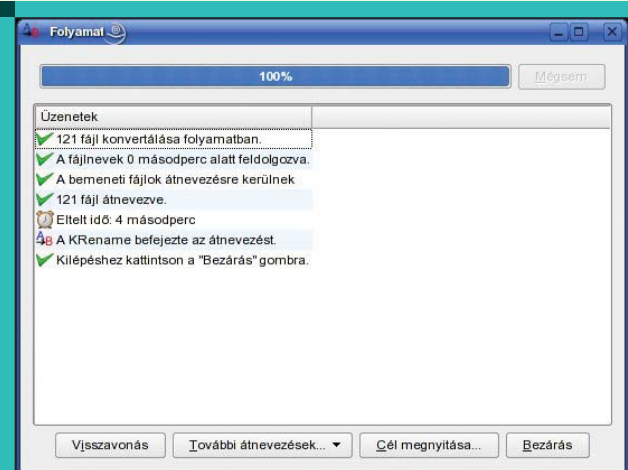 Folyamat
100%
Mégsem
Üzenetek
121 fájl konvertálása folyamatban.
A fájlnevek 0 másodperc alatt feldolgozva.
A bemeneti fájlok átnevezésre kerülnek
121 fájl átnevezve.
Eltelt idő: 4 másodperc
A KRename befejezte az átnevezést.
Kilépéshez kattintson a "Bezárás" gombra.
Visszavonás
További átnevezések...
Cél megnyitása...
Bezárás